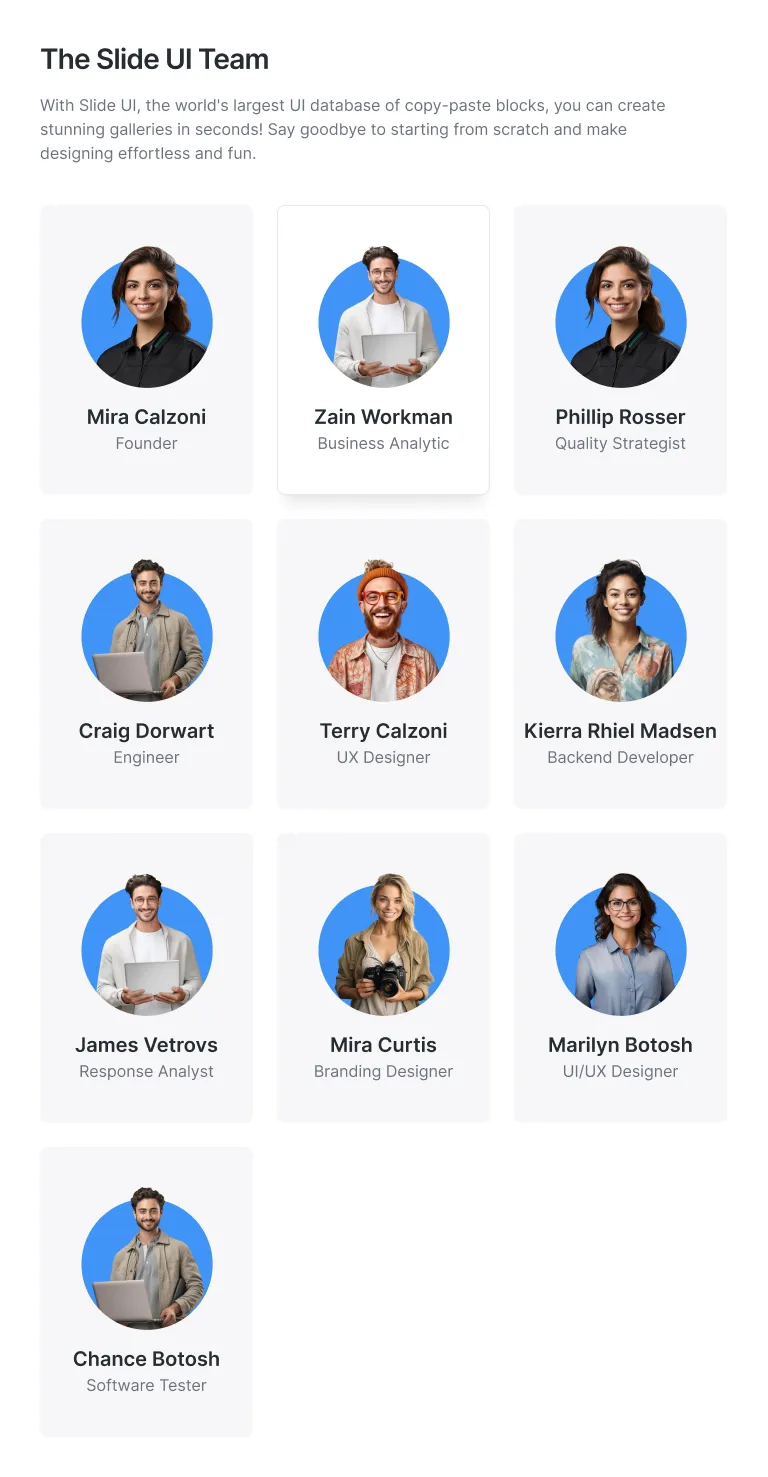 The Slide UI Team
With Slide UI, the world's largest UI database of copy-paste blocks, you can create
stunning galleries in seconds! Say goodbye to starting from scratch and make
designing effortless and fun.
Mira Calzoni
Founder
Zain Workman
Business Analytic
Phillip Rosser
Quality Strategist
Craig Dorwart
Engineer
Terry Calzoni
UX Designer
Kierra Rhiel Madsen
Backend Developer
James Vetrovs
Response Analyst
Mira Curtis
Branding Designer
Marilyn Botosh
UI/UX Designer
Chance Botosh
Software Tester